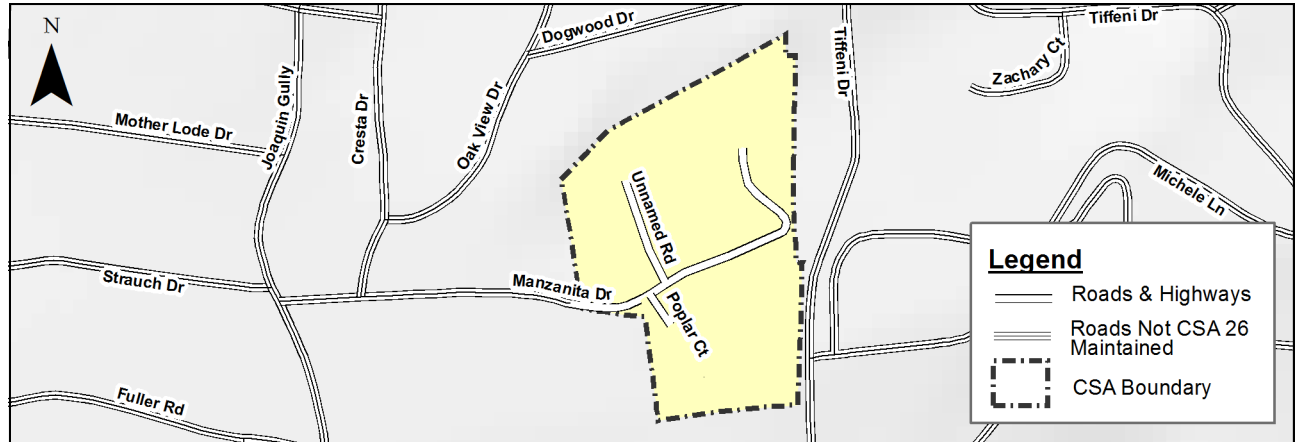 N
Dogwood Dr
Tiffeni Dr
Tiffeni Dr
Zachary Ct
Mother Lode Dr
Joaquin Gully
Cresta Dr
Oak View Dr
Michele Ln
Unnamed Rd
Strauch Dr
Manzanita Dr
Poplar Ct
Fuller Rd
Legend
Roads & Highways
Roads Not CSA 26
Maintained
CSA Boundary